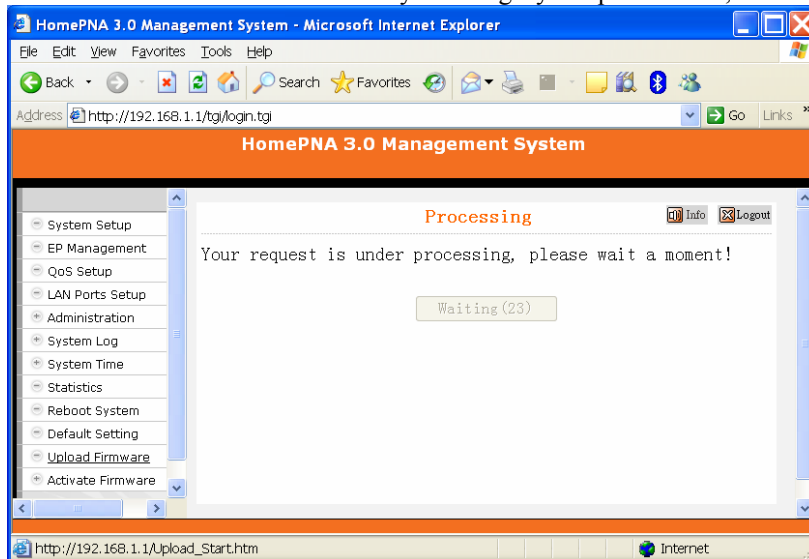 HomePNA 3.0 Management System - Microsoft Internet Explorer
File Edit View Favorites Tools Help
Back Search Favorites
Address http://192.168.1.1/tgi/login.tgi Go Links »
HomePNA 3.0 Management System
Processing Info Logout
Your request is under processing, please wait a moment!
Waiting(23)
System Setup
EP Management
QoS Setup
LAN Ports Setup
Administration
System Log
System Time
Statistics
Reboot System
Default Setting
Upload Firmware
Activate Firmware
http://192.168.1.1/Upload_Start.htm Internet